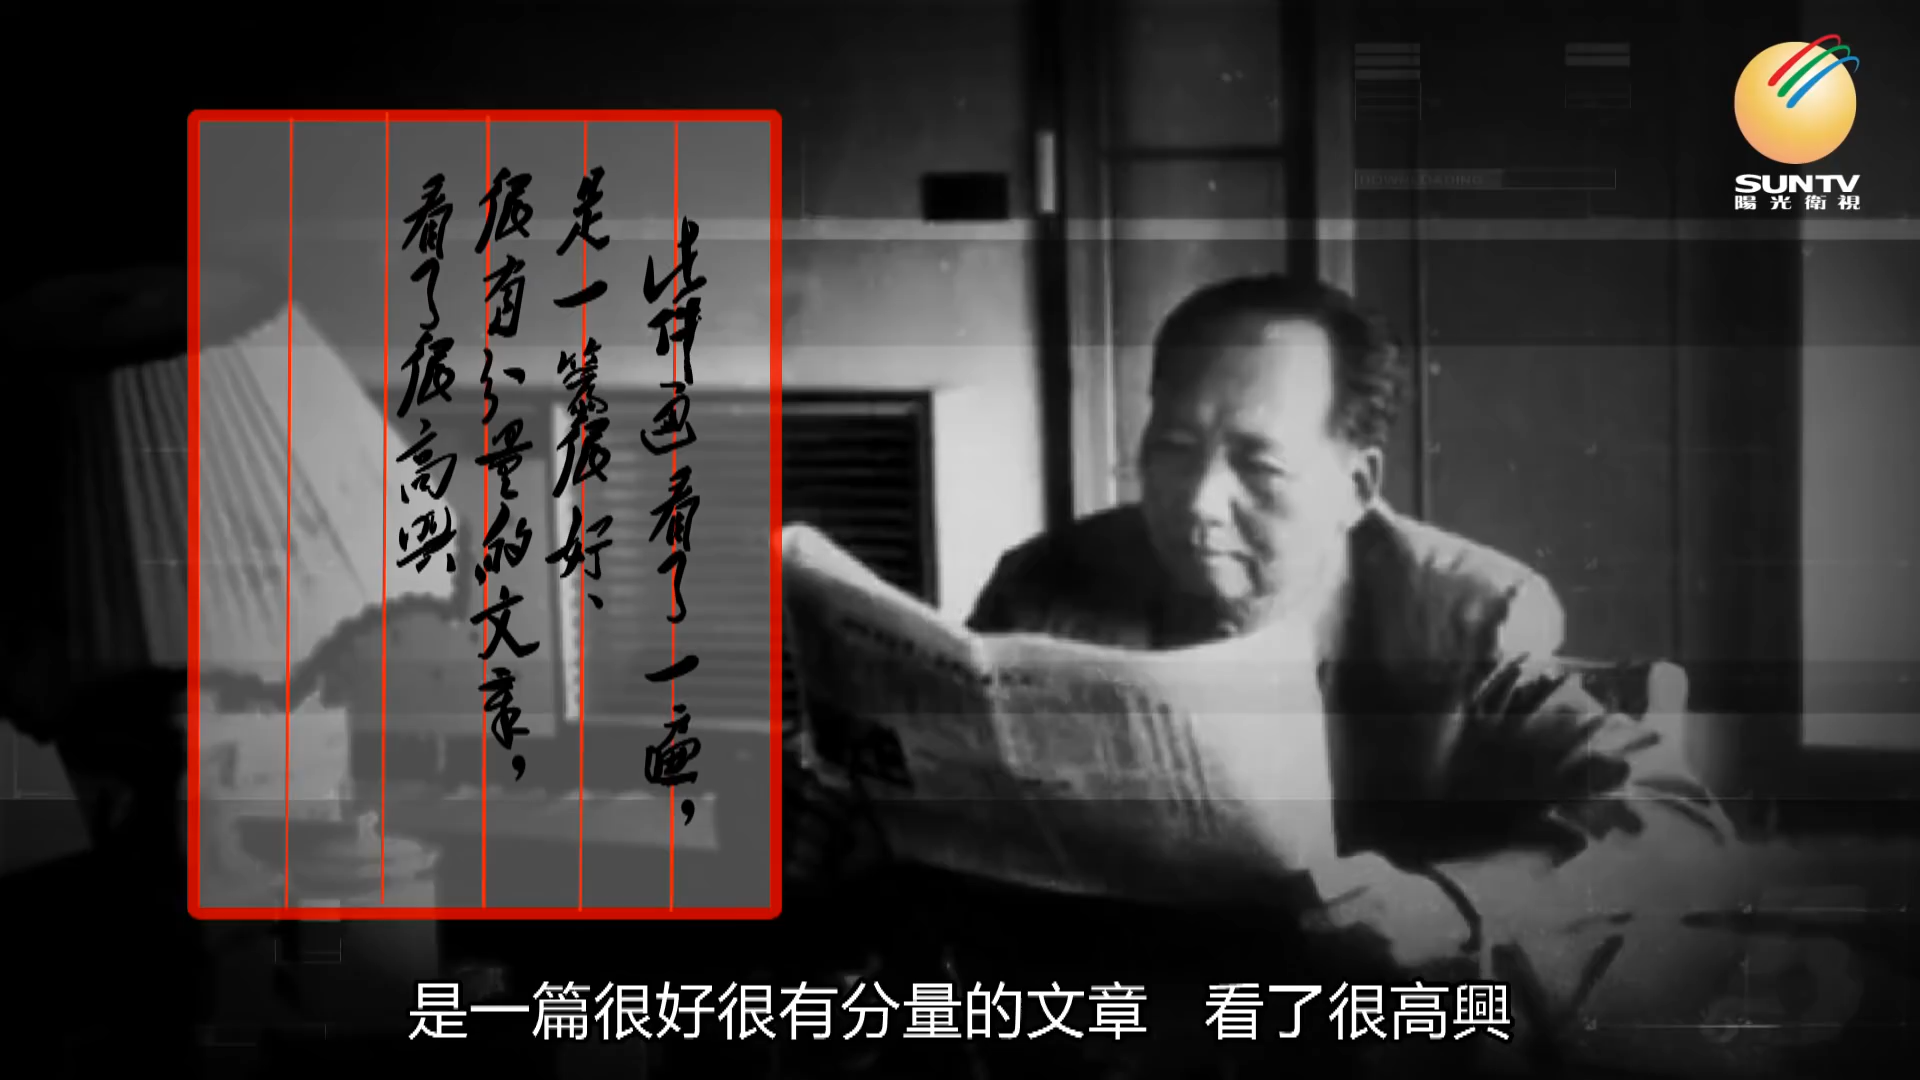 此件通看了一遍，
是一篇很好、
很有分量的文章，
看了很高興
SUNTV
陽光衛視
DOWNLOADING
是一篇很好很有分量的文章 看了很高興